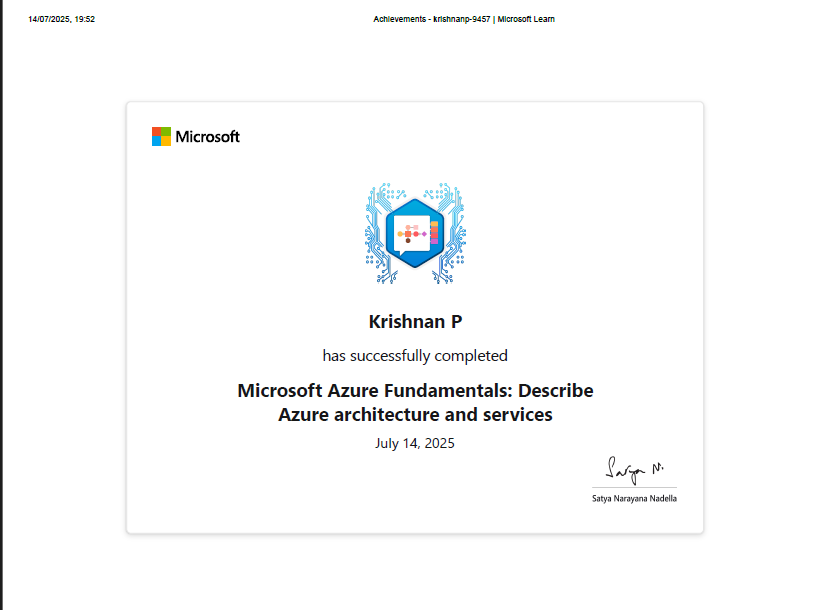 14/07/2025, 19:52
Achievements - krishnanp-9457 | Microsoft Learn
Microsoft
Krishnan P
has successfully completed
Microsoft Azure Fundamentals: Describe
Azure architecture and services
July 14, 2025
Satya N.
Satya Narayana Nadella